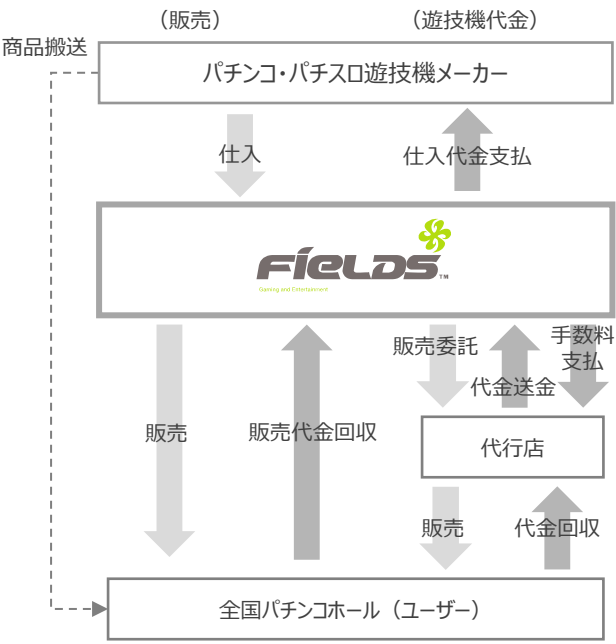 （販売）
（遊技機代金）
商品搬送
パチンコ・パチスロ遊技機メーカー
仕入
仕入代金支払
FIELDS™
Gaming and Entertainment
販売
販売代金回収
販売委託
代金送金
手数料
支払
代行店
販売
代金回収
全国パチンコホール（ユーザー）